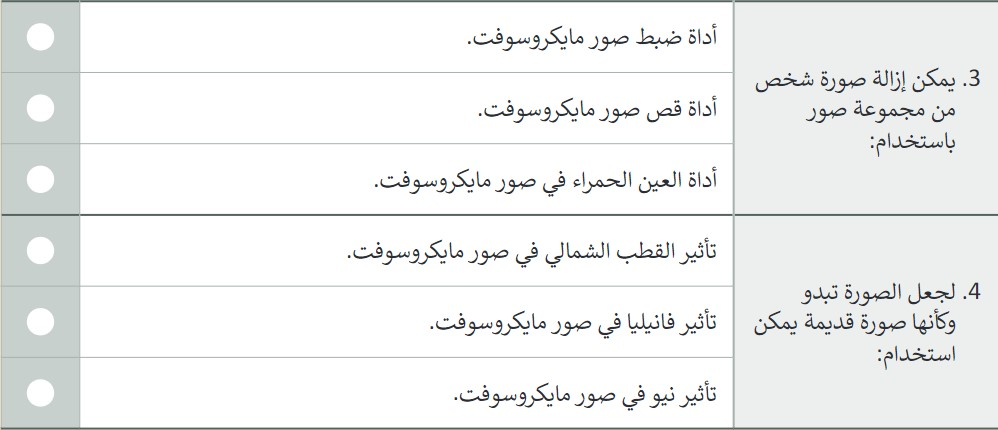 3. يمكن إزالة صورة شخص
من مجموعة صور
باستخدام:
أداة ضبط صور مايكروسوفت.
أداة قص صور مايكروسوفت.
أداة العين الحمراء في صور مايكروسوفت.
4. لجعل الصورة تبدو
وكأنها صورة قديمة يمكن
استخدام:
تأثير القطب الشمالي في صور مايكروسوفت.
تأثير فانيليا في صور مايكروسوفت.
تأثير نيو في صور مايكروسوفت.